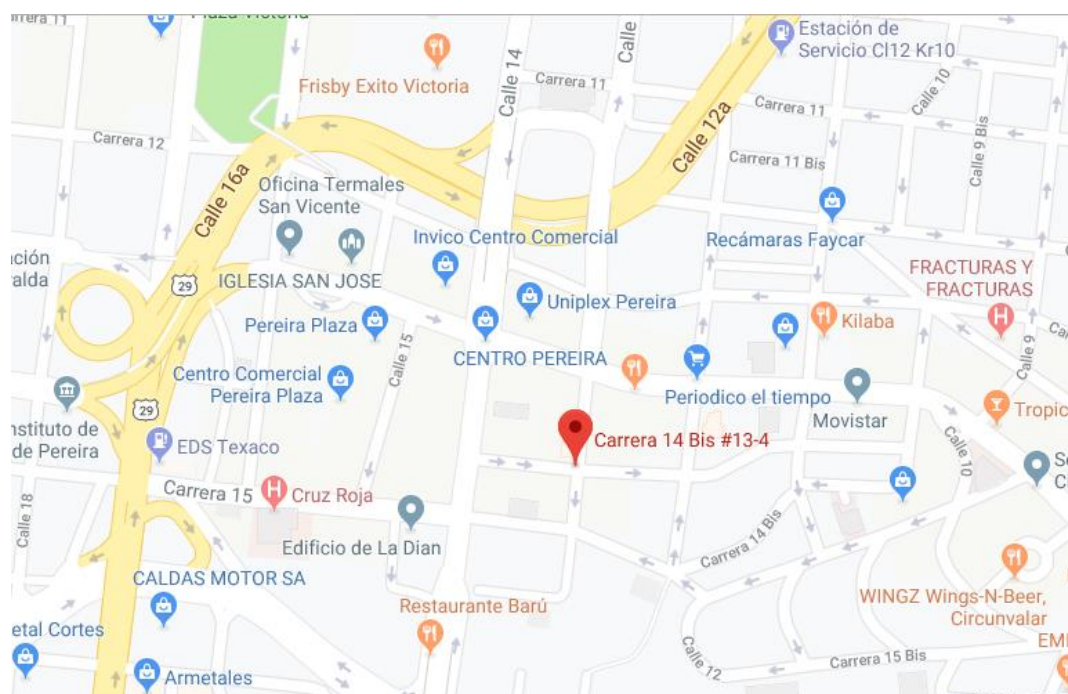 Carrera 11
Plaza Victoria
Frisby Exito Victoria
Calle 14
Calle
Estación de
Servicio Cl12 Kr10
Carrera 11
Carrera 11
Calle 10
Calle 9 Bis
Carrera 12
Calle 12a
Carrera 11 Bis
Calle 16a
Oficina Termales
San Vicente
Invico Centro Comercial
Recámaras Faycar
ción
alda
29
IGLESIA SAN JOSE
FRACTURAS Y
FRACTURAS
Uniplex Pereira
Kilaba
Pereira Plaza
Calle 15
CENTRO PEREIRA
Calle 9
Centro Comercial
Pereira Plaza
Periodico el tiempo
Movistar
Tropic
29
nstituto de
de Pereira
EDS Texaco
Carrera 14 Bis #13-4
Calle 10
Carrera 15
Cruz Roja
Calle 18
Edificio de La Dian
Carrera 14 Bis
CALDAS MOTOR SA
Restaurante Barú
WINGZ Wings-N-Beer,
Circunvalar
etal Cortes
Armetales
Calle 12
Carrera 15 Bis